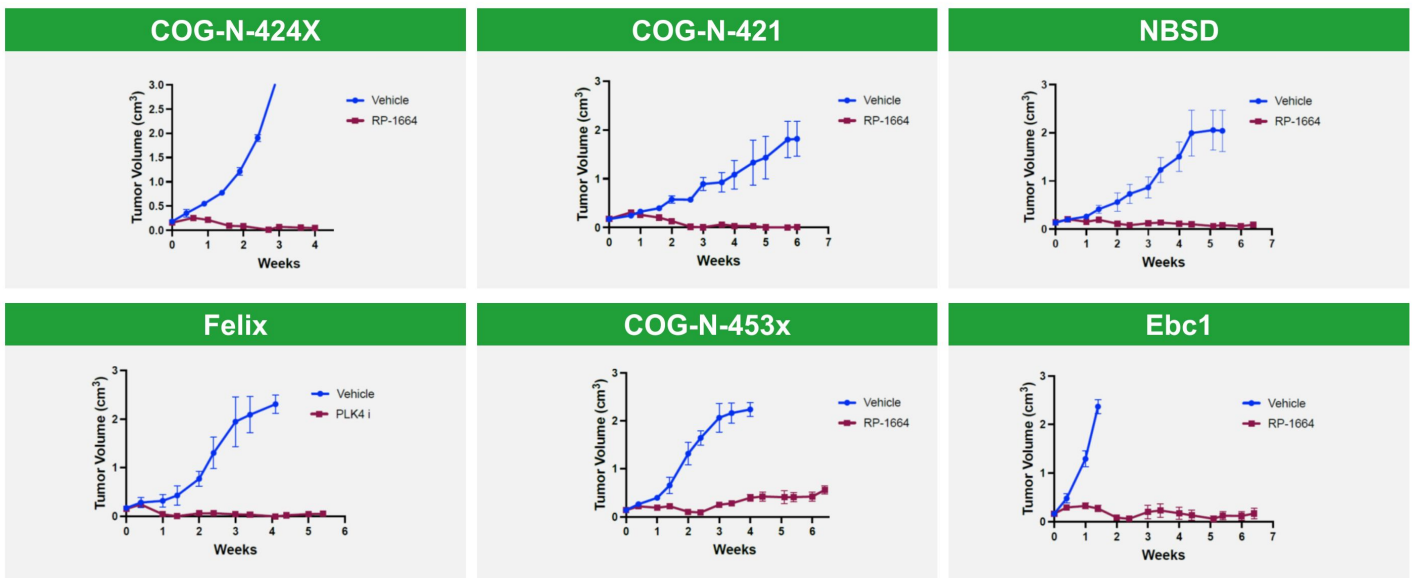 COG-N-424X
Tumor Volume (cm³)
3.0
2.5
2.0
1.5
1.0
0.5
0.0
0 1 2 3 4
Weeks
Vehicle
RP-1664
COG-N-421
Tumor Volume (cm³)
3
2
1
0
0 1 2 3 4 5 6 7
Weeks
Vehicle
RP-1664
NBSD
Tumor Volume (cm³)
3
2
1
0
0 1 2 3 4 5 6 7
Weeks
Vehicle
RP-1664
Felix
Tumor Volume (cm³)
3
2
1
0
0 1 2 3 4 5 6
Weeks
Vehicle
PLK4 i
COG-N-453x
Tumor Volume (cm³)
3
2
1
0
0 1 2 3 4 5 6
Weeks
Vehicle
RP-1664
Ebc1
Tumor Volume (cm³)
3
2
1
0
0 1 2 3 4 5 6 7
Weeks
Vehicle
RP-1664